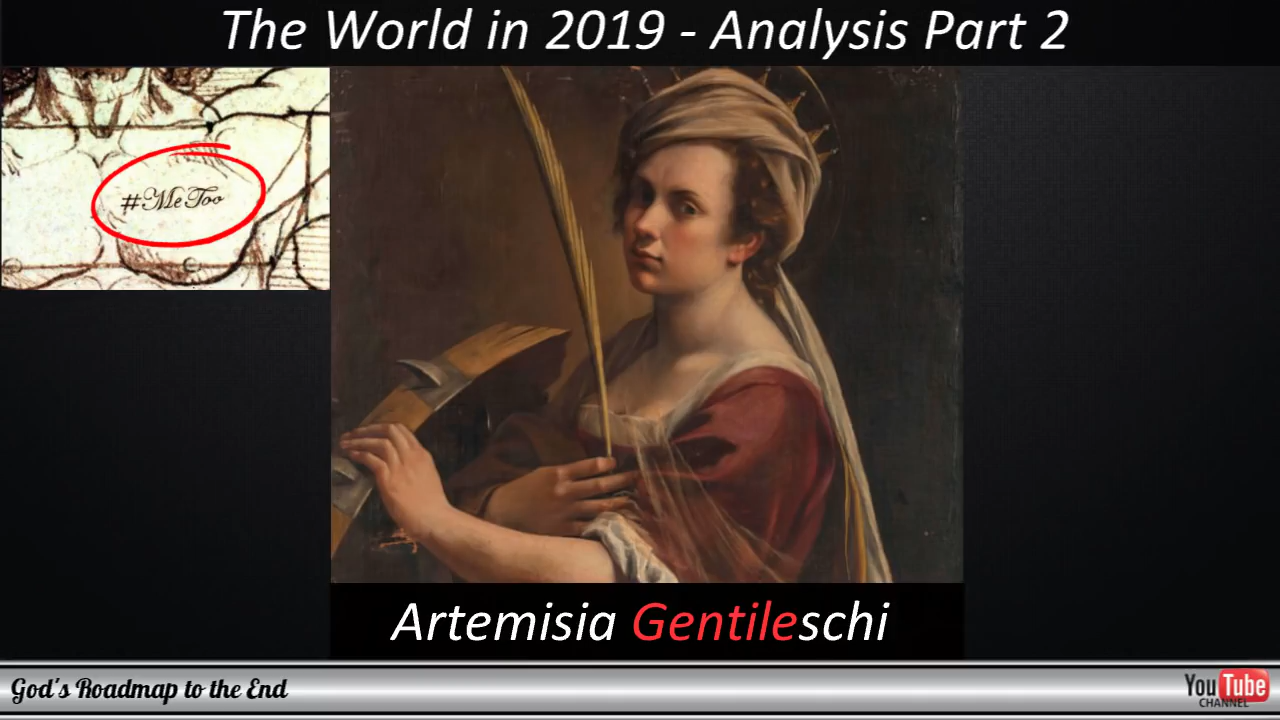 The World in 2019 - Analysis Part 2
#MeToo
Artemisia Gentileschi
God's Roadmap to the End
YouTube
CHANNEL